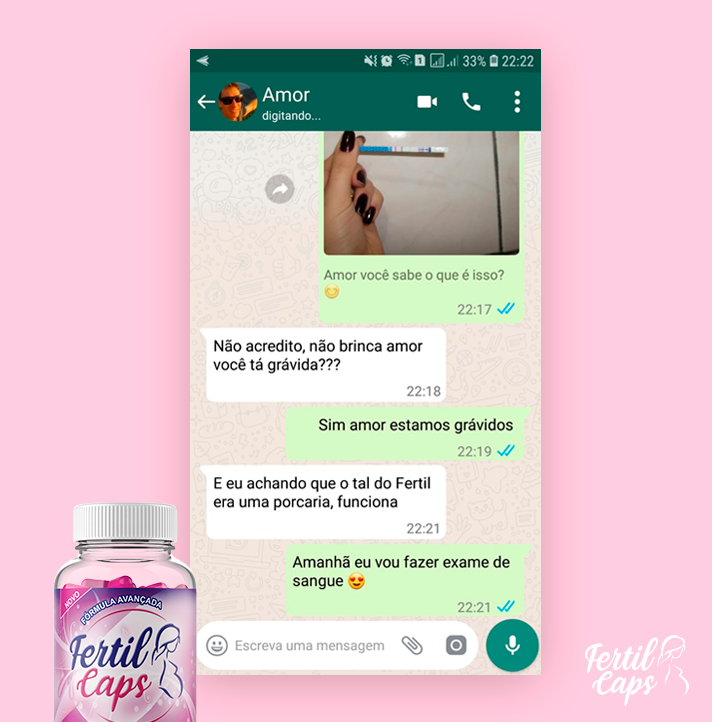 33% 22:22
Amor
digitando...
Amor você sabe o que é isso?
😊
22:17
Não acredito, não brinca amor
você tá grávida???
22:18
Sim amor estamos grávidos
22:19
E eu achando que o tal do Fertil
era uma porcaria, funciona
22:21
Amanhã eu vou fazer exame de
sangue 😍
22:21
Escreva uma mensagem
NOVO
FÓRMULA AVANÇADA
Fertil
Caps
Fertil
Caps